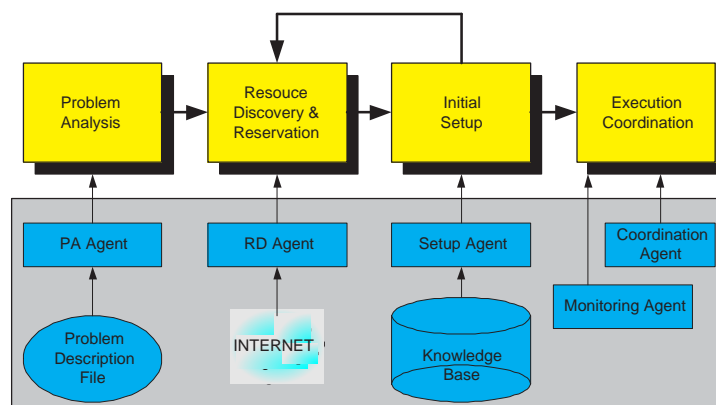 Problem
Analysis
Resouce
Discovery &
Reservation
Initial
Setup
Execution
Coordination
PA Agent
RD Agent
Setup Agent
Coordination
Agent
Monitoring Agent
Problem
Description
File
INTERNET
Knowledge
Base